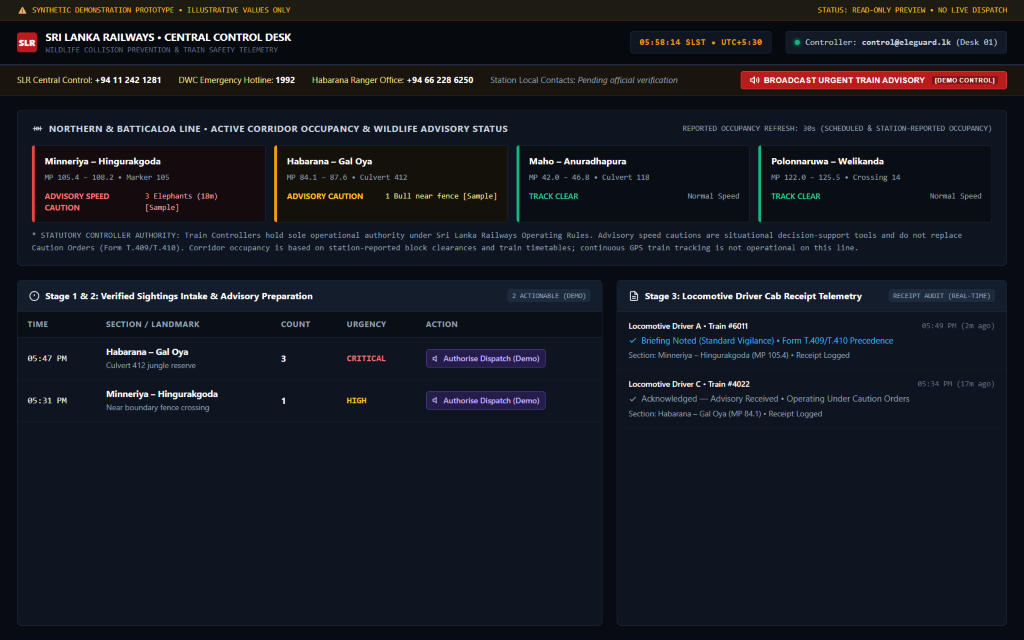 ⚠ SYNTHETIC DEMONSTRATION PROTOTYPE • ILLUSTRATIVE VALUES ONLY
STATUS: READ-ONLY PREVIEW • NO LIVE DISPATCH
SLR
SRI LANKA RAILWAYS • CENTRAL CONTROL DESK
WILDLIFE COLLISION PREVENTION & TRAIN SAFETY TELEMETRY
05:58:14 SLST • UTC+5:30
Controller: control@eleguard.lk (Desk 01)
SLR Central Control: +94 11 242 1281
DWC Emergency Hotline: 1992
Habarana Ranger Office: +94 66 228 6250
Station Local Contacts: Pending official verification
BROADCAST URGENT TRAIN ADVISORY [DEMO CONTROL]
NORTHERN & BATTICALOA LINE • ACTIVE CORRIDOR OCCUPANCY & WILDLIFE ADVISORY STATUS
REPORTED OCCUPANCY REFRESH: 30s (SCHEDULED & STATION-REPORTED OCCUPANCY)
Minneriya – Hingurakgoda
MP 105.4 – 108.2 • Marker 105
ADVISORY SPEED CAUTION
3 Elephants (18m) [Sample]
Habarana – Gal Oya
MP 84.1 – 87.6 • Culvert 412
ADVISORY CAUTION
1 Bull near fence [Sample]
Maho – Anuradhapura
MP 42.0 – 46.8 • Culvert 118
TRACK CLEAR
Normal Speed
Polonnaruwa – Welikanda
MP 122.0 – 125.5 • Crossing 14
TRACK CLEAR
Normal Speed
* STATUTORY CONTROLLER AUTHORITY: Train Controllers hold sole operational authority under Sri Lanka Railways Operating Rules. Advisory speed cautions are situational decision-support tools and do not replace
Caution Orders (Form T.409/T.410). Corridor occupancy is based on station-reported block clearances and train timetables; continuous GPS train tracking is not operational on this line.
Stage 1 & 2: Verified Sightings Intake & Advisory Preparation
2 ACTIONABLE (DEMO)
TIME SECTION / LANDMARK COUNT URGENCY ACTION
05:47 PM Habarana – Gal Oya 3 CRITICAL Authorise Dispatch (Demo)
Culvert 412 jungle reserve
05:31 PM Minneriya – Hingurakgoda 1 HIGH Authorise Dispatch (Demo)
Near boundary fence crossing
Stage 3: Locomotive Driver Cab Receipt Telemetry
RECEIPT AUDIT (REAL-TIME)
Locomotive Driver A • Train #6011
05:49 PM (2m ago)
✓ Briefing Noted (Standard Vigilance) • Form T.409/T.410 Precedence
Section: Minneriya – Hingurakgoda (MP 105.4) • Receipt Logged
Locomotive Driver C • Train #4022
05:34 PM (17m ago)
✓ Acknowledged — Advisory Received • Operating Under Caution Orders
Section: Habarana – Gal Oya (MP 84.1) • Receipt Logged